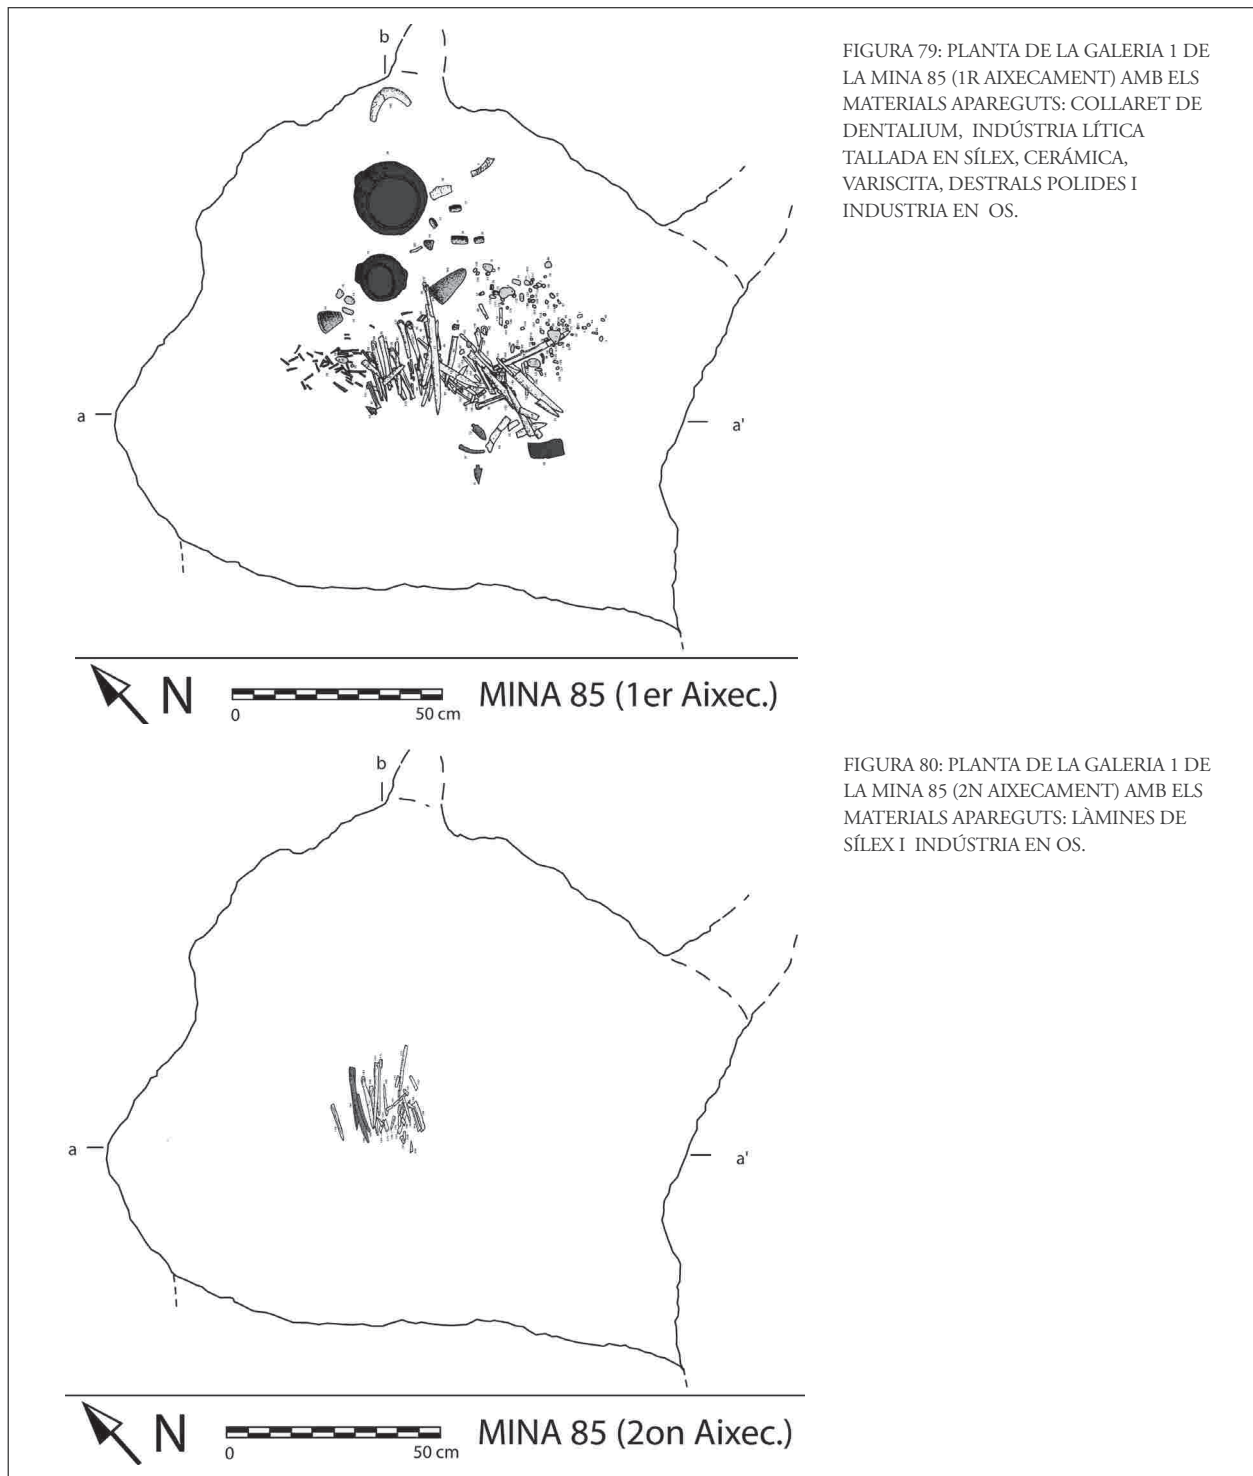 b
FIGURA 79: PLANTA DE LA GALERIA 1 DE
LA MINA 85 (1R AIXECAMENT) AMB ELS
MATERIALS APAREGUTS: COLLARET DE
DENTALIUM, INDÚSTRIA LÍTICA
TALLADA EN SÍLEX, CERÁMICA,
VARISCITA, DESTRALS POLIDES I
INDUSTRIA EN OS.
a
a'
N
0
50 cm
MINA 85 (1er Aixec.)
b
FIGURA 80: PLANTA DE LA GALERIA 1 DE
LA MINA 85 (2N AIXECAMENT) AMB ELS
MATERIALS APAREGUTS: LÀMINES DE
SÍLEX I INDÚSTRIA EN OS.
a
a'
N
0
50 cm
MINA 85 (2on Aixec.)